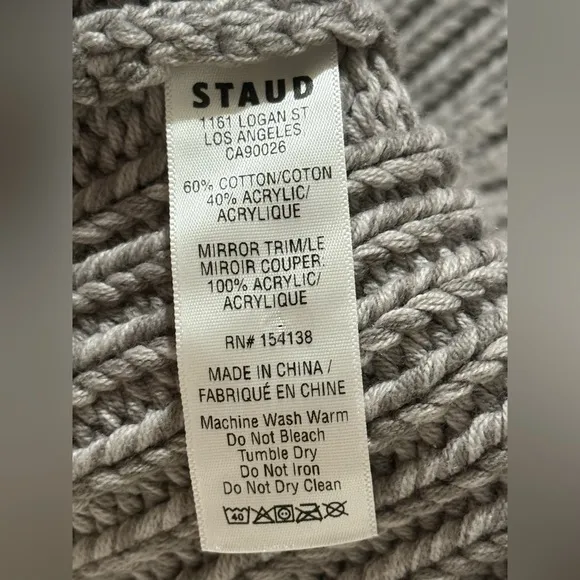 STAUD
1161 LOGAN ST
LOS ANGELES
CA90026
60% COTTON/COTON
40% ACRYLIC/
ACRYLIQUE
MIRROR TRIM/LE
MIROIR COUPER:
100% ACRYLIC/
ACRYLIQUE
RN# 154138
MADE IN CHINA /
FABRIQUÉ EN CHINE
Machine Wash Warm
Do Not Bleach
Tumble Dry
Do Not Iron
Do Not Dry Clean
40